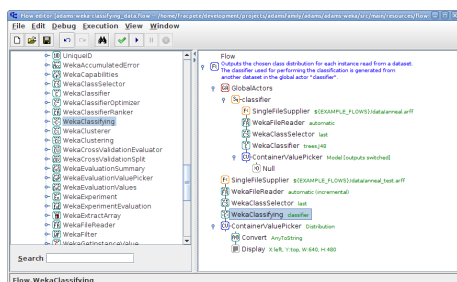 Flow editor [adams-weka-classifying_data.flow -- /home/fracpete/development/projects/adams/family/adams/adams-weka/src/main/resources/flow
File Edit Debug Execution View Window
UniqueID
WekaAccumulatedError
WekaCapabilities
WekaClassSelector
WekaClassifier
WekaClassifierOptimizer
WekaClassifierRanker
WekaClassifying
WekaClusterer
WekaClustering
WekaCrossValidationEvaluator
WekaCrossValidationSplit
WekaEvaluationSummary
WekaEvaluationValuePicker
WekaEvaluationValues
WekaExperiment
WekaExperimentEvaluation
WekaExtractArray
WekaFileReader
WekaFilter
WekaGetInstanceValue
Search
Flow.WekaClassifying
Flow
Outputs the chosen class distribution for each instance read from a dataset.
The classifier used for performing the classification is generated from
another dataset in the global actor "classifier".
GlobalActors
classifier
SingleFileSupplier ${EXAMPLE_FLOWS}/data/anneal.arff
WekaFileReader automatic
WekaClassSelector last
WekaClassifier trees.J48
ContainerValuePicker Model [outputs switched]
Null
SingleFileSupplier ${EXAMPLE_FLOWS}/data/anneal_test.arff
WekaFileReader automatic (incremental)
WekaClassSelector last
WekaClassifying classifier
ContainerValuePicker Distribution
Convert AnyToString
Display X:left, Y:top, W:640, H:480